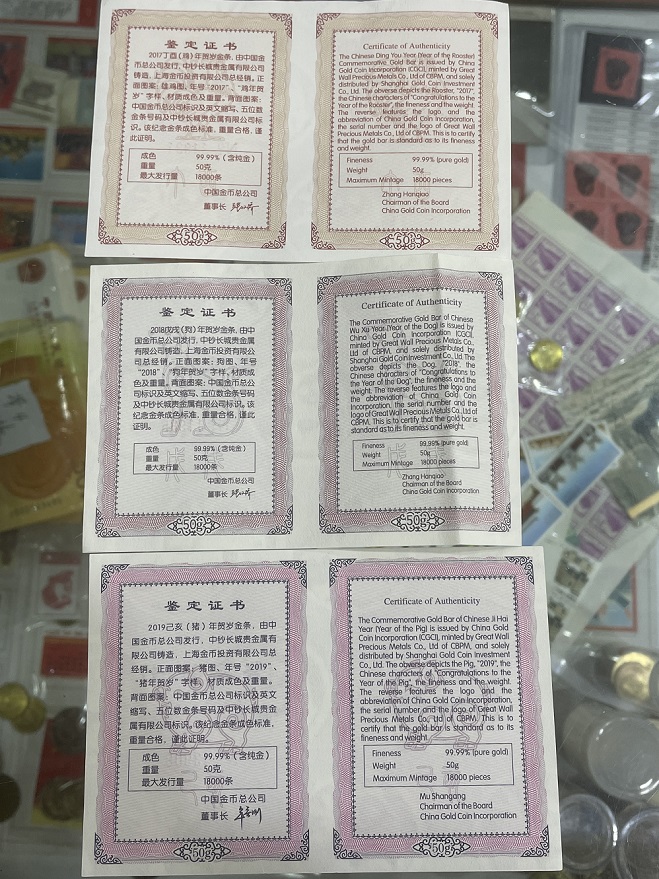 鉴定证书
2017丁酉（鸡）年贺岁金条，由中国金
币总公司发行，中钞长城贵金属有限公司
铸造，上海金币投资有限公司总经销。正
面图案：雄鸡图、年号“2017”、“鸡年贺
岁”字样、材质成色及重量。背面图案：
中国金币总公司标识及英文缩写、五位数
金条号码及中钞长城贵金属有限公司标
识。该纪念金条成色标准，重量合格，谨
此证明。
成色 99.99%（含纯金）
重量 50克
最大发行量 18000条
中国金币总公司
董事长
50g
Certificate of Authenticity
The Chinese Ding You Year (Year of the Rooster)
Commemorative Gold Bar is issued by China
Gold Coin Incorporation (CGCI), minted by Great
Wall Precious Metals Co., Ltd of CBPM, and solely
distributed by Shanghai Gold Coin Investment
Co., Ltd. The obverse depicts the Rooster, "2017",
the Chinese characters of "Congratulations to the
Year of the Rooster", the fineness and the weight.
The reverse features the logo and the
abbreviation of China Gold Coin Incorporation,
the serial number and the logo of Great Wall
Precious Metals Co., Ltd of CBPM. This is to certify
that the gold bar is standard as to its fineness
and weight.
Fineness 99.99% (pure gold)
Weight 50g
Maximum Mintage 18000 pieces
Zhang Hanqiao
Chairman of the Board
China Gold Coin Incorporation
50g
鉴定证书
2018戊戌（狗）年贺岁金条，由中
国金币总公司发行，中钞长城贵金属
有限公司铸造，上海金币投资有限公
司总经销。正面图案：狗图、年号
“2018”、“狗年贺岁”字样、材质成
色及重量。背面图案：中国金币总公
司标识及英文缩写、五位数金条号码
及中钞长城贵金属有限公司标识。该
纪念金条成色标准，重量合格，谨此
证明。
成色 99.99%（含纯金）
重量 50克
最大发行量 18000条
中国金币总公司
董事长
50g
Certificate of Authenticity
The Commemorative Gold Bar of Chinese
Wu Xu Year (Year of the Dog) is issued by
China Gold Coin Incorporation (CGCI),
minted by Great Wall Precious Metals Co.,
Ltd of CBPM, and solely distributed by
Shanghai Gold Coin Investment Co., Ltd. The
obverse depicts the Dog, "2018", the
Chinese characters of "Congratulations to
the Year of the Dog", the fineness and the
weight. The reverse features the logo and
the abbreviation of China Gold Coin
Incorporation, the serial number and the
logo of Great Wall Precious Metals Co., Ltd of
CBPM. This is to certify that the gold bar is
standard as to its fineness and weight.
Fineness 99.99% (pure gold)
Weight 50g
Maximum Mintage 18000 pieces
Zhang Hanqiao
Chairman of the Board
China Gold Coin Incorporation
50g
鉴定证书
2019己亥（猪）年贺岁金条，由中
国金币总公司发行，中钞长城贵金属有
限公司铸造，上海金币投资有限公司总
经销。正面图案：猪图、年号“2019”、
“猪年贺岁”字样、材质成色及重量。
背面图案：中国金币总公司标识及英文
缩写、五位数金条号码及中钞长城贵金
属有限公司标识。该纪念金条成色标准，
重量合格，谨此证明。
成色 99.99%（含纯金）
重量 50克
最大发行量 18000条
中国金币总公司
董事长
50g
Certificate of Authenticity
The Commemorative Gold Bar of Chinese Ji Hai
Year (Year of the Pig) is issued by China Gold
Coin Incorporation (CGCI), minted by Great Wall
Precious Metals Co., Ltd of CBPM, and solely
distributed by Shanghai Gold Coin Investment
Co., Ltd. The obverse depicts the Pig, "2019", the
Chinese characters of "Congratulations to the
Year of the Pig", the fineness and the weight.
The reverse features the logo and the
abbreviation of China Gold Coin Incorporation,
the serial number and the logo of Great Wall
Precious Metals Co., Ltd of CBPM. This is to
certify that the gold bar is standard as to its
fineness and weight.
Fineness 99.99% (pure gold)
Weight 50g
Maximum Mintage 18000 pieces
Mu Shangang
Chairman of the Board
China Gold Coin Incorporation
50g